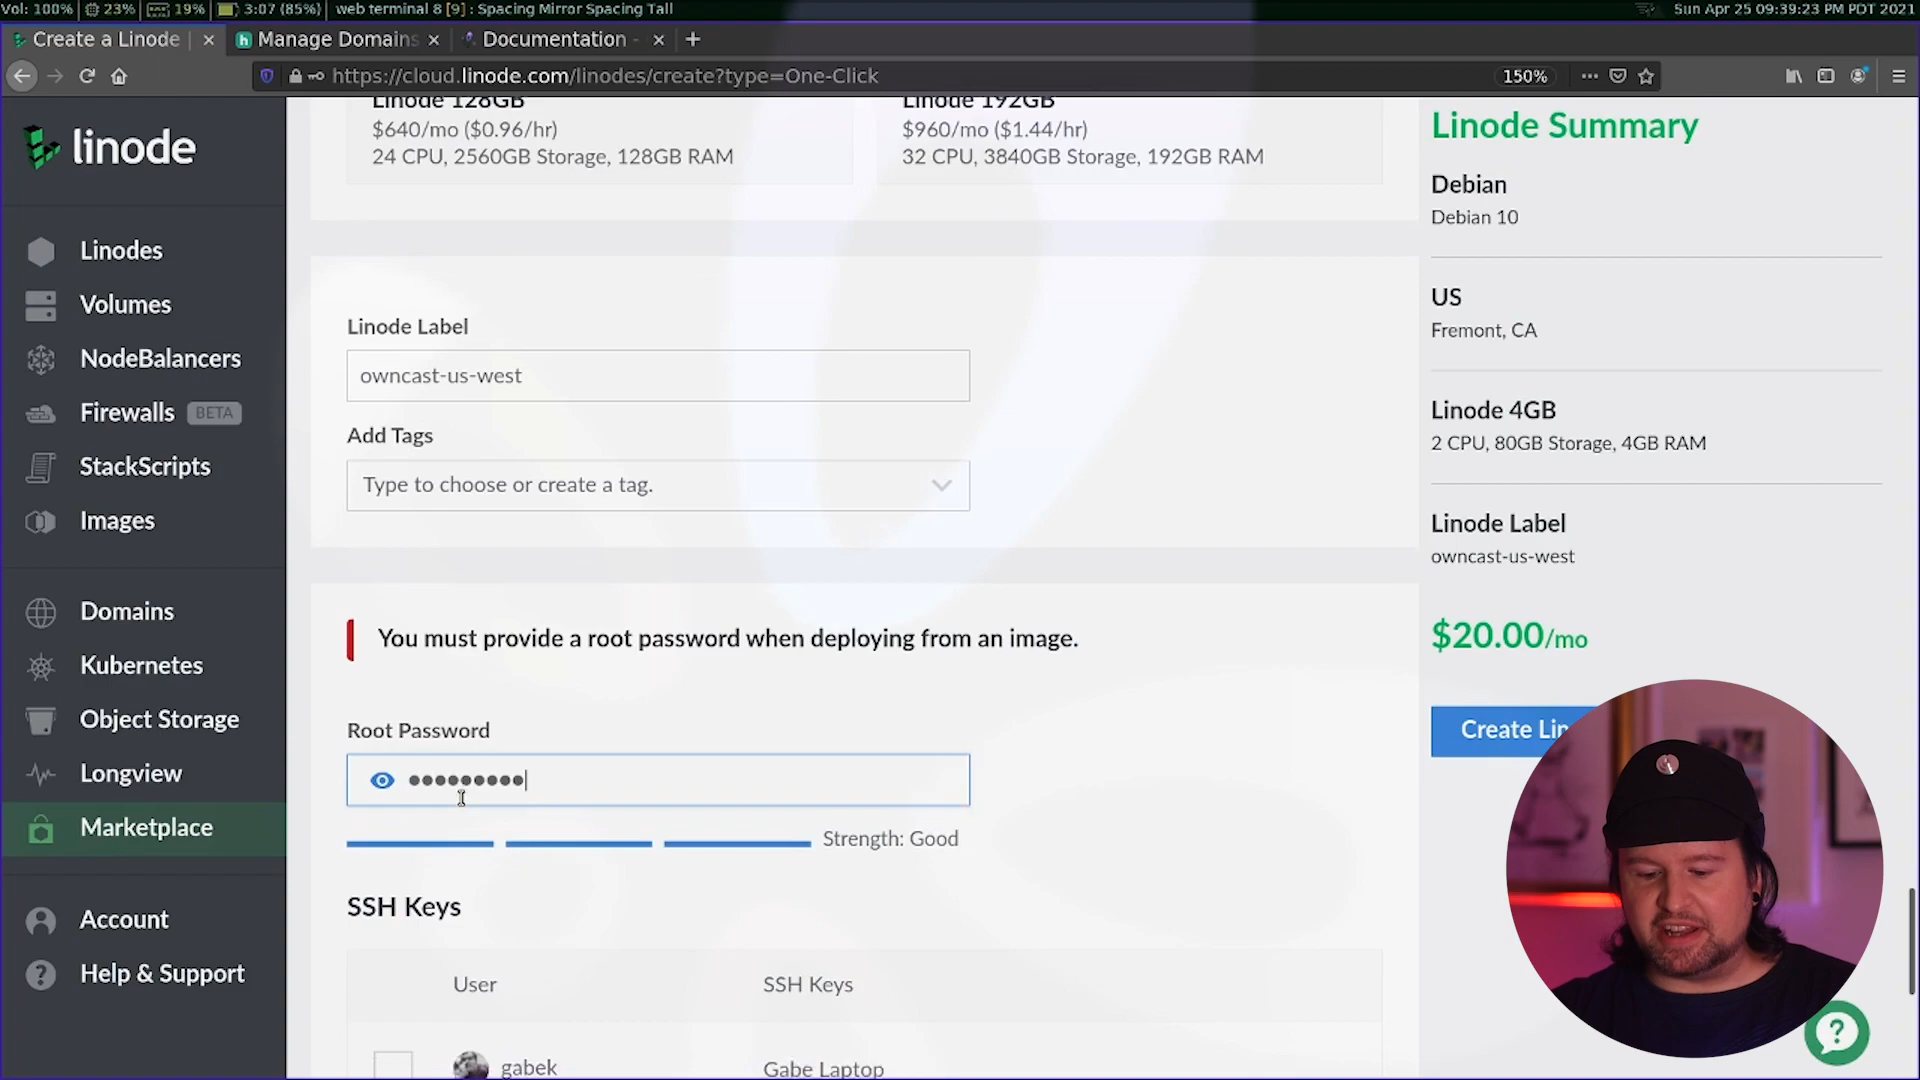 Vol: 100% 23% 19% 3:07 (85%) web terminal 8 [9] : Spacing Mirror Spacing Tall
Sun Apr 25 09:39:23 PM PDT 2021
Create a Linode
Manage Domains
Documentation -
https://cloud.linode.com/linodes/create?type=One-Click
150%
linode
Linodes
Volumes
NodeBalancers
Firewalls BETA
StackScripts
Images
Domains
Kubernetes
Object Storage
Longview
Marketplace
Account
Help & Support
Linode 128GB
$640/mo ($0.96/hr)
24 CPU, 2560GB Storage, 128GB RAM
Linode 192GB
$960/mo ($1.44/hr)
32 CPU, 3840GB Storage, 192GB RAM
Linode Label
owncast-us-west
Add Tags
Type to choose or create a tag.
You must provide a root password when deploying from an image.
Root Password
Strength: Good
SSH Keys
User SSH Keys
gabek Gabe Laptop
Linode Summary
Debian
Debian 10
US
Fremont, CA
Linode 4GB
2 CPU, 80GB Storage, 4GB RAM
Linode Label
owncast-us-west
$20.00/mo
Create Lin
?